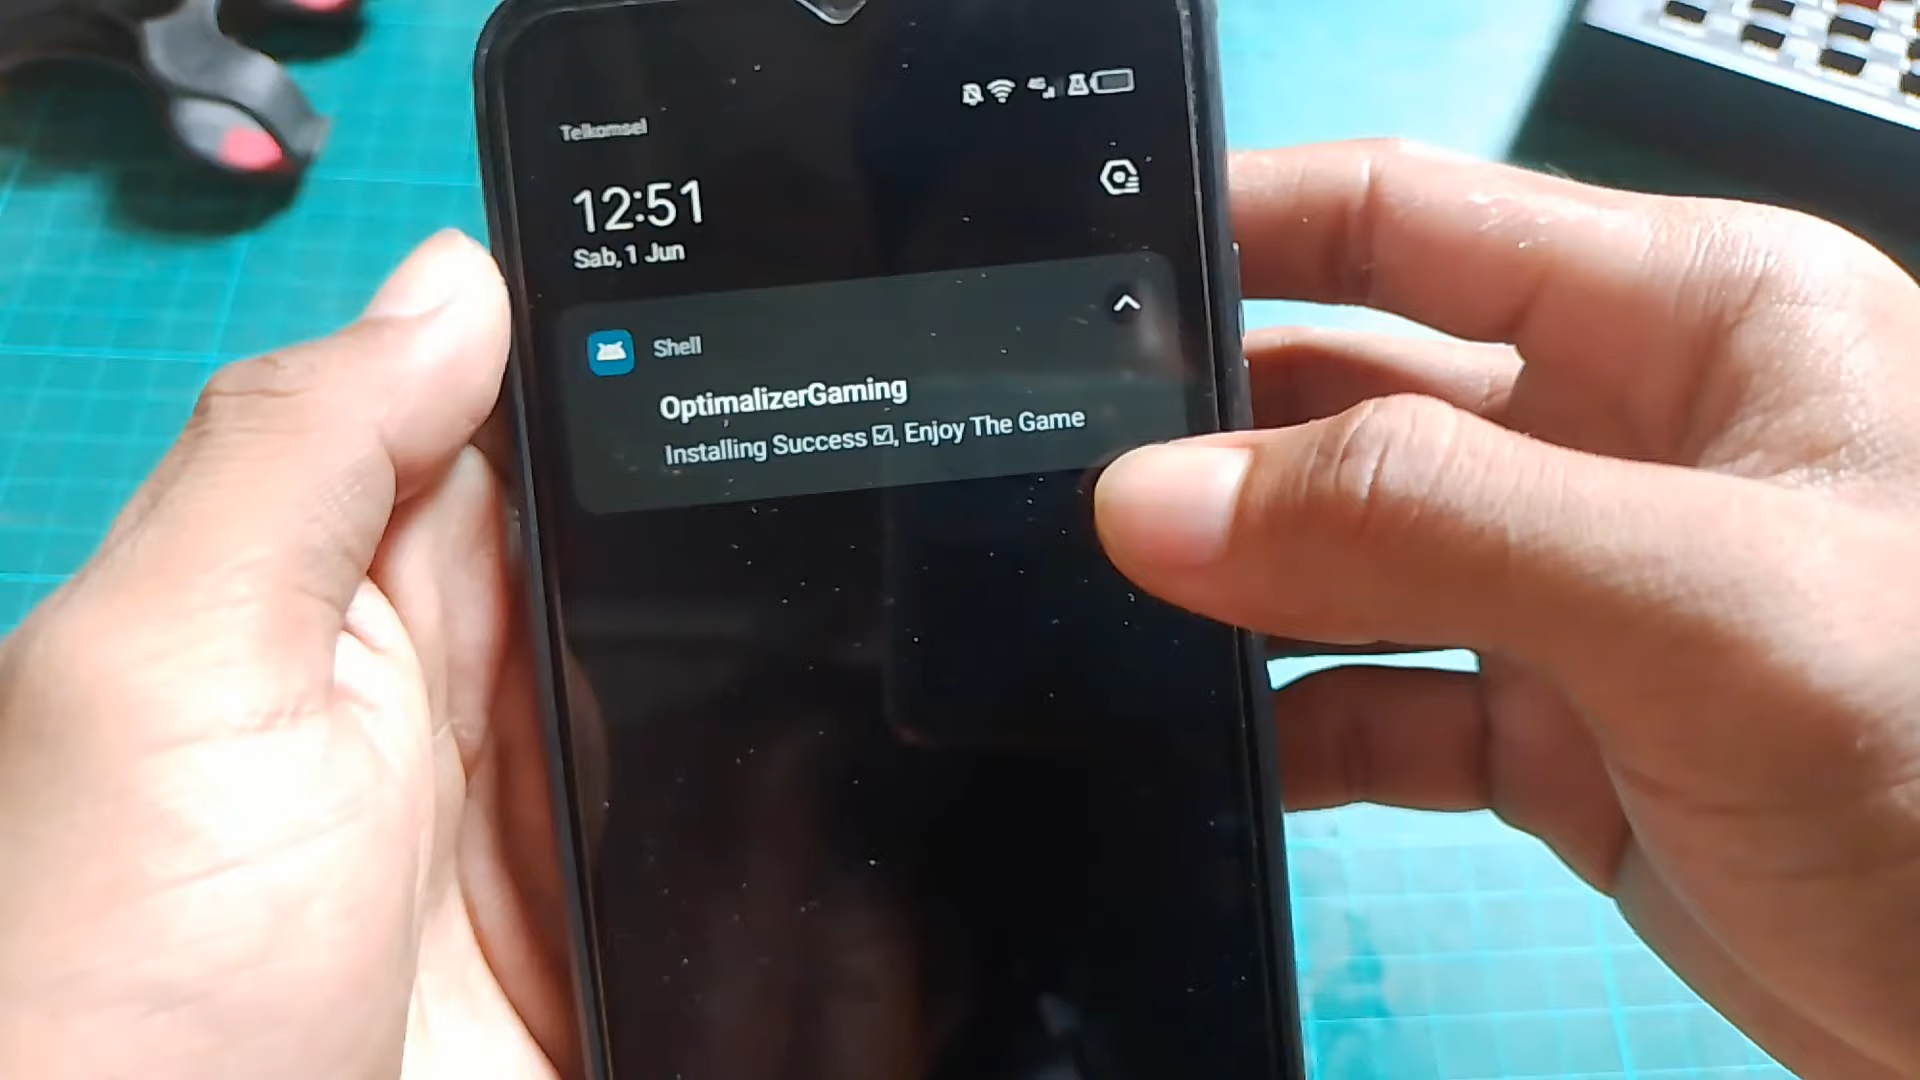 Telkomsel
12:51
Sab, 1 Jun
Shell
OptimalizerGaming
Installing Success ☑, Enjoy The Game